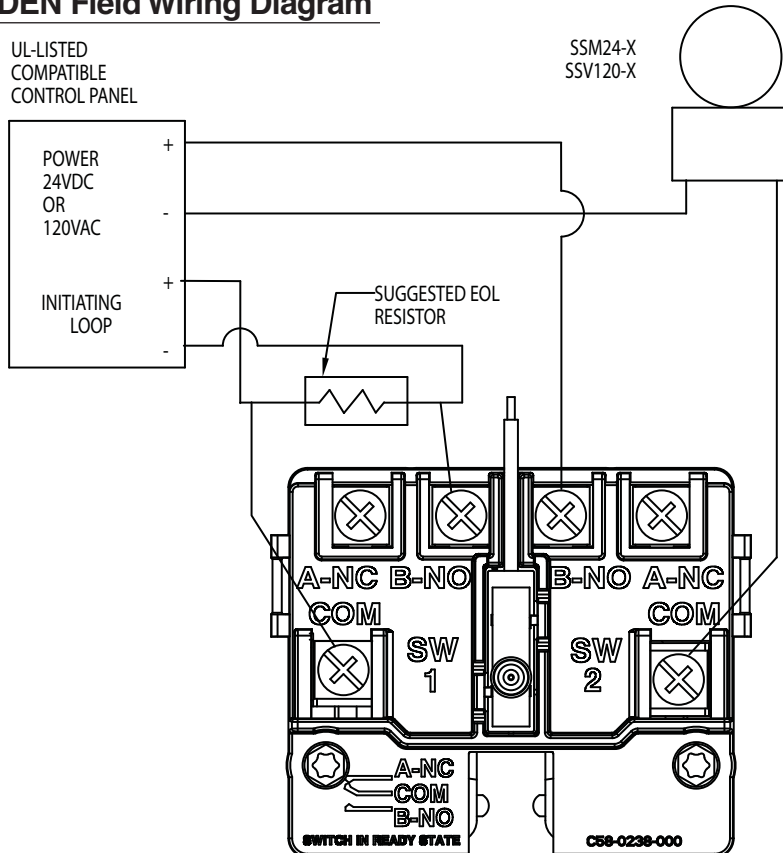 DEN Field Wiring Diagram
UL-LISTED
COMPATIBLE
CONTROL PANEL
SSM24-X
SSV120-X
POWER
24VDC
OR
120VAC
+
-
INITIATING
LOOP
+
-
SUGGESTED EOL
RESISTOR
A-NC B-NO B-NO A-NC
COM COM
SW
1
SW
2
A-NC
COM
B-NO
SWITCH IN READY STATE
C58-0238-000